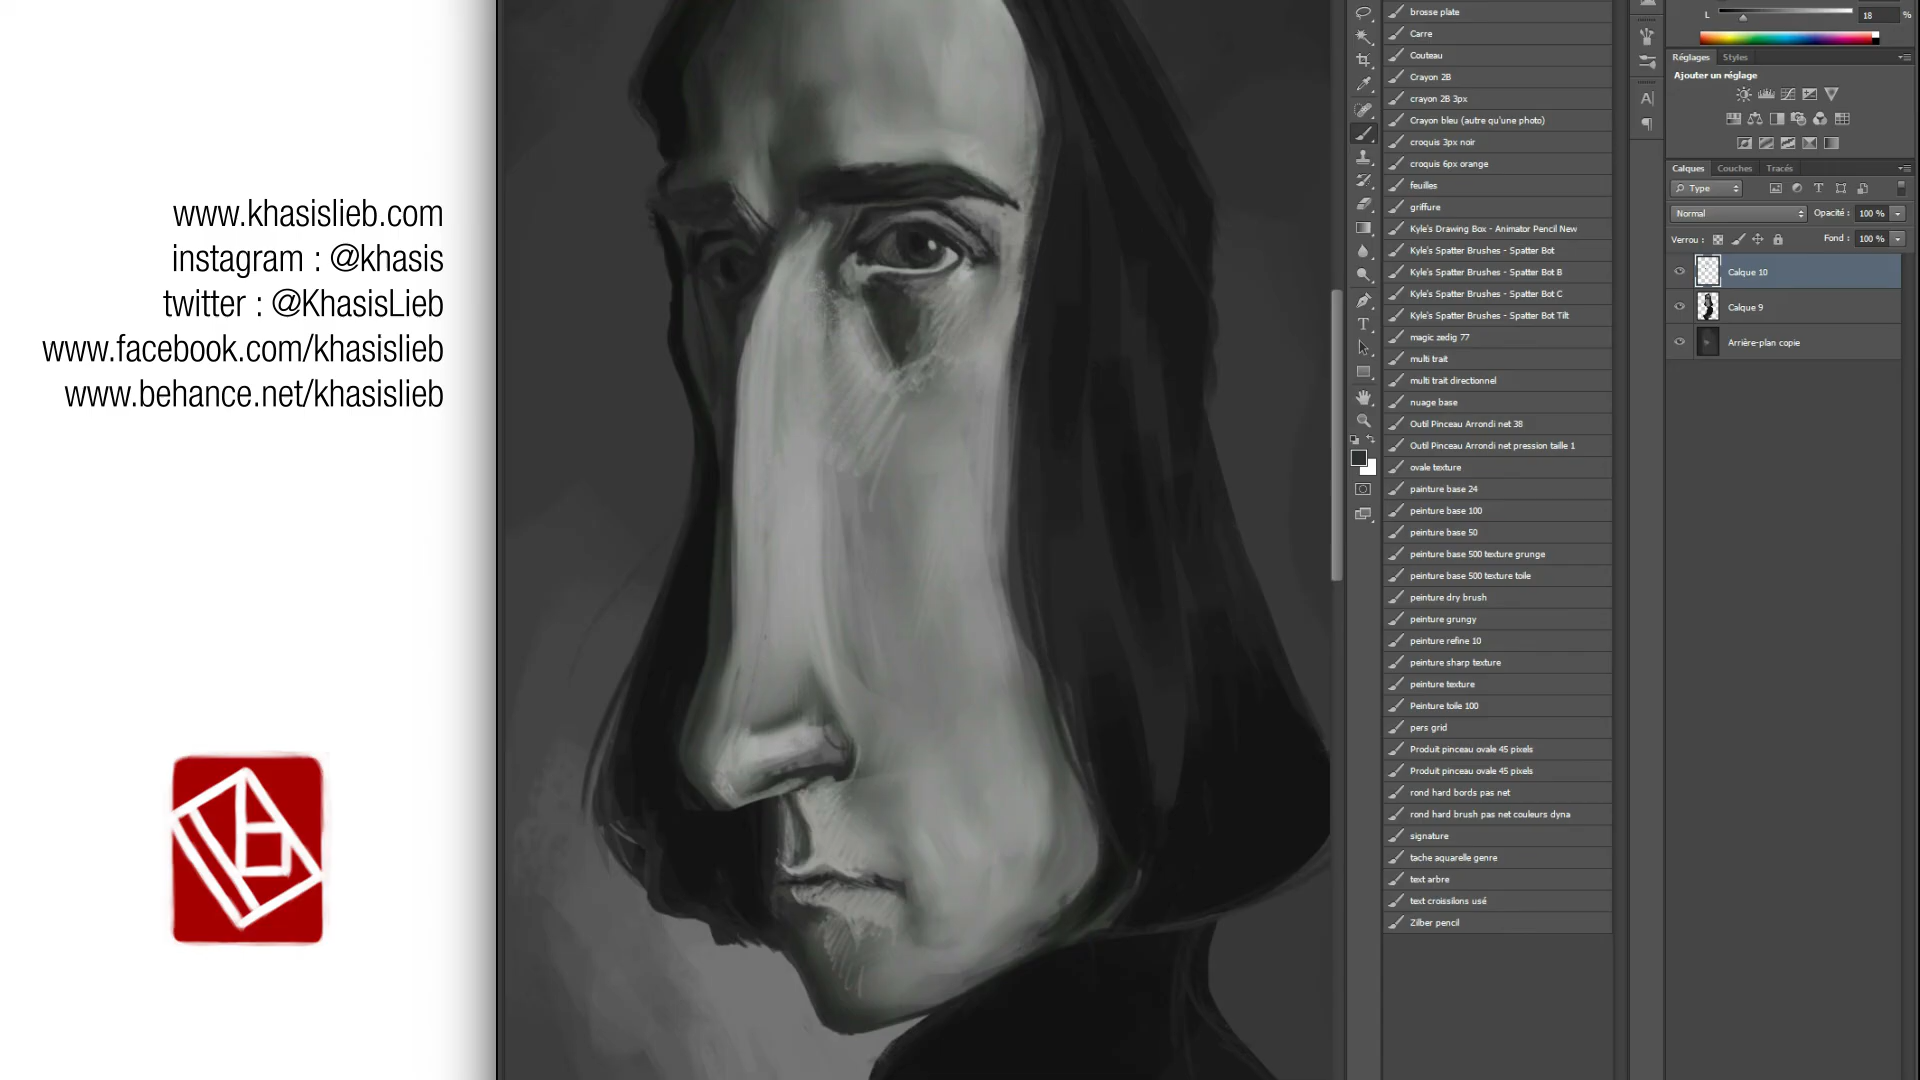 www.khasislieb.com
instagram : @khasis
twitter : @KhasisLieb
www.facebook.com/khasislieb
www.behance.net/khasislieb
brosse plate
Carre
Couteau
Crayon 2B
crayon 2B 3px
Crayon bleu (autre qu'une photo)
croquis 3px noir
croquis 6px orange
feuilles
griffure
Kyle's Drawing Box - Animator Pencil New
Kyle's Spatter Brushes - Spatter Bot
Kyle's Spatter Brushes - Spatter Bot B
Kyle's Spatter Brushes - Spatter Bot C
Kyle's Spatter Brushes - Spatter Bot Tilt
magic zedig 77
multi trait
multi trait directionnel
nuage base
Outil Pinceau Arrondi net 38
Outil Pinceau Arrondi net pression taille 1
ovale texture
painture base 24
peinture base 100
peinture base 50
peinture base 500 texture grunge
peinture base 500 texture toile
peinture dry brush
peinture grungy
peinture refine 10
peinture sharp texture
peinture texture
Peinture toile 100
pers grid
Produit pinceau ovale 45 pixels
Produit pinceau ovale 45 pixels
rond hard bords pas net
rond hard brush pas net couleurs dyna
signature
tache aquarelle genre
text arbre
text croissilons usé
Zilber pencil
L 18 %
Réglages Styles
Ajouter un réglage
Calques Couches Tracés
Type
Normal Opacité : 100 %
Verrou : Fond : 100 %
Calque 10
Calque 9
Arrière-plan copie